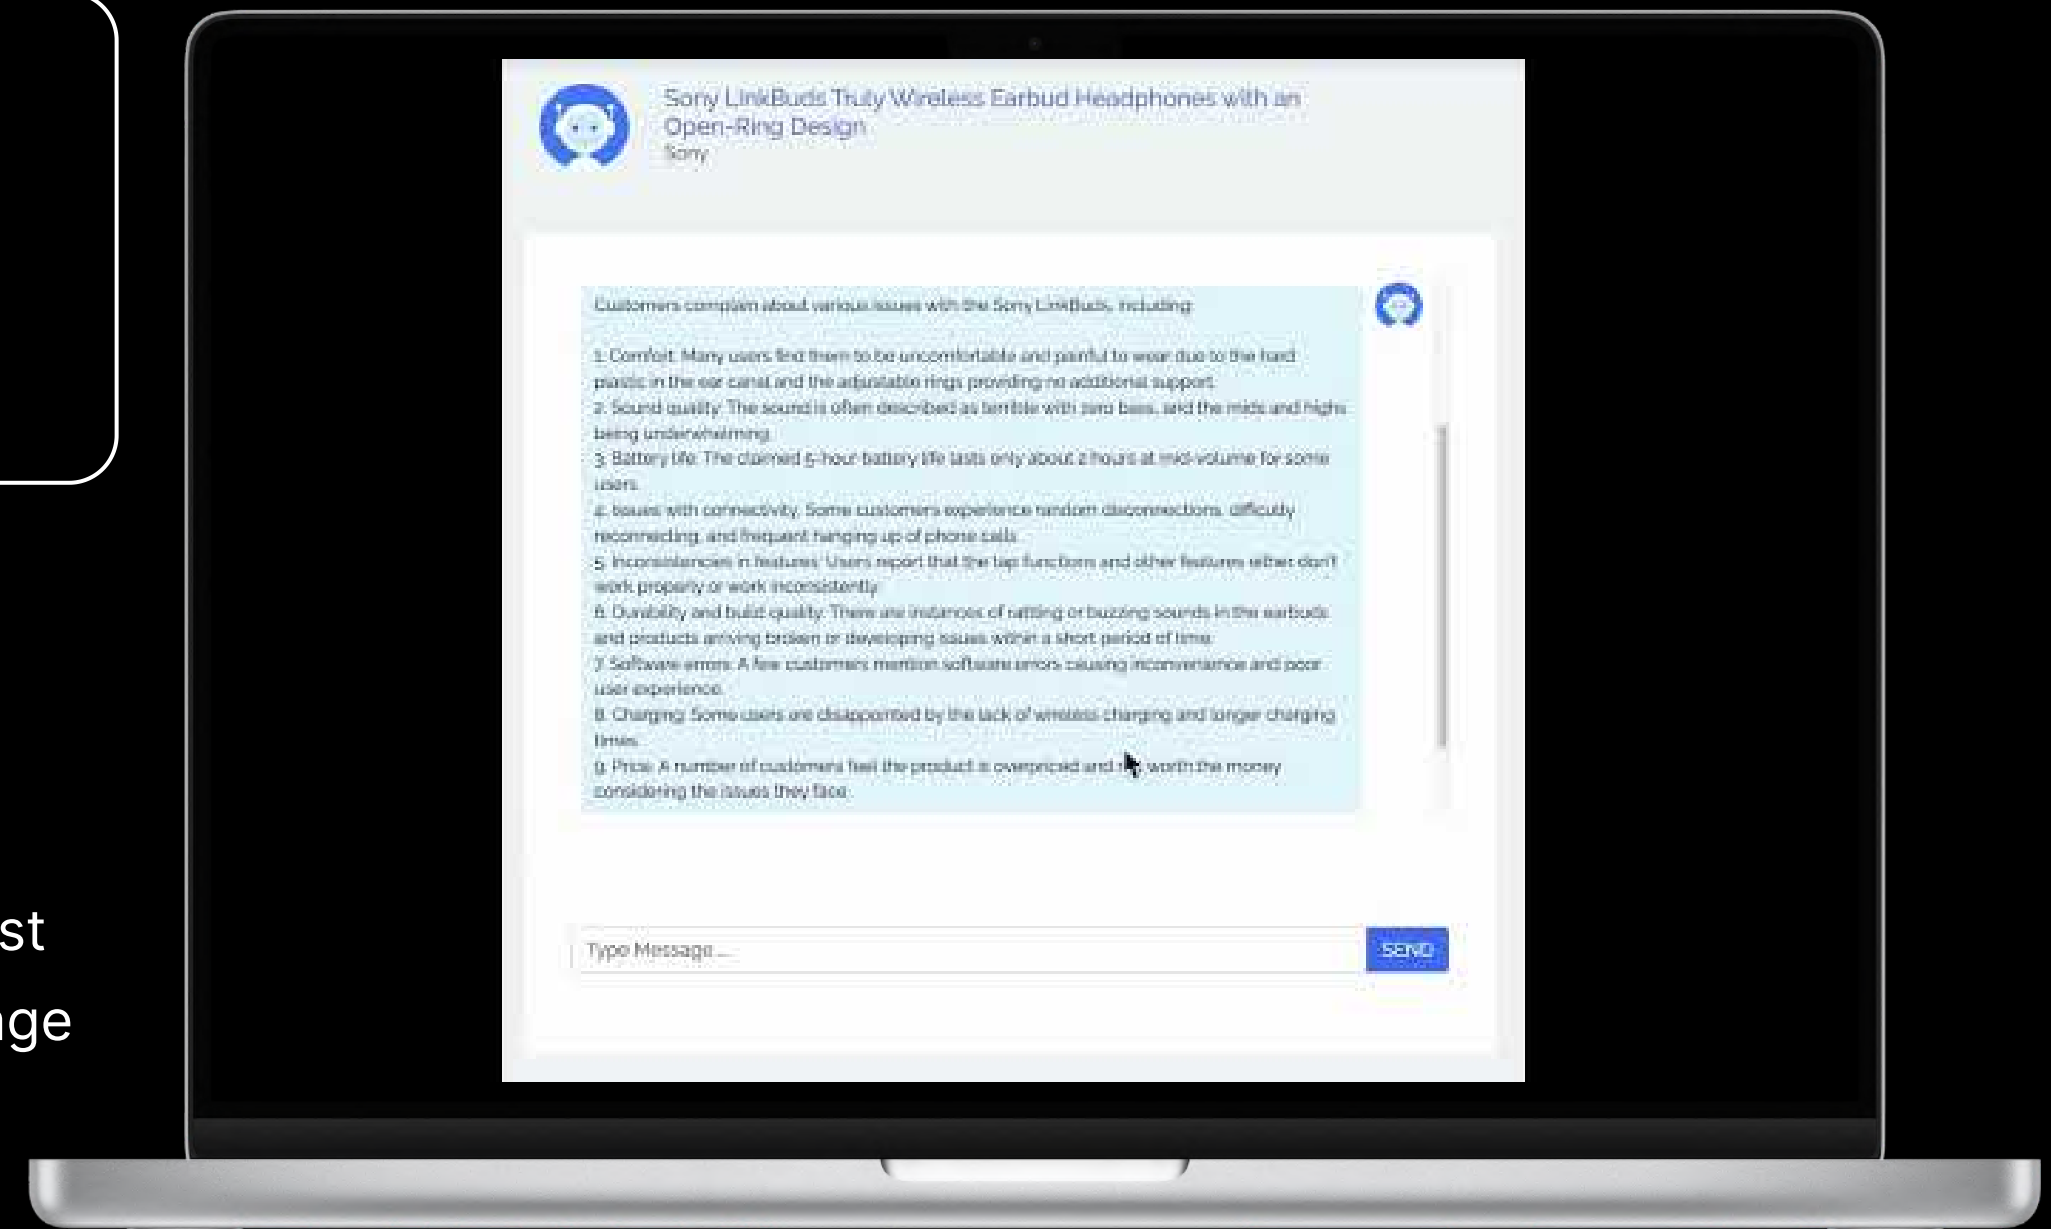 st
age
Sony LinkBuds Truly Wireless Earbud Headphones with an
Open-Ring Design
Sony
Customers complain about various issues with the Sony LinkBuds, including:
1. Comfort: Many users find them to be uncomfortable and painful to wear due to the hard
plastic in the ear canal and the adjustable rings providing no additional support.
2. Sound quality: The sound is often described as terrible with zero bass, and the mids and highs
being underwhelming.
3. Battery life: The claimed 5-hour battery life lasts only about 2 hours at mid-volume for some
users.
4. Issues with connectivity: Some customers experience random disconnections, difficulty
reconnecting, and frequent hanging up of phone calls.
5. Inconsistencies in features: Users report that the tap functions and other features either don't
work properly or work inconsistently.
6. Durability and build quality: There are instances of rattling or buzzing sounds in the earbuds
and products arriving broken or developing issues within a short period of time.
7. Software errors: A few customers mention software errors causing inconvenience and poor
user experience.
8. Charging: Some users are disappointed by the lack of wireless charging and longer charging
times.
9. Price: A number of customers feel the product is overpriced and worth the money
considering the issues they face.
Type Message ...
SEND